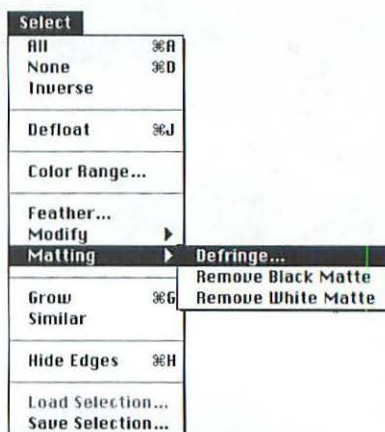 Select
All ⌘A
None ⌘D
Inverse
Defloat ⌘J
Color Range...
Feather...
Modify ▶
Matting ▶ Defringe...
Remove Black Matte
Grow ⌘G Remove White Matte
Similar
Hide Edges ⌘H
Load Selection...
Save Selection...